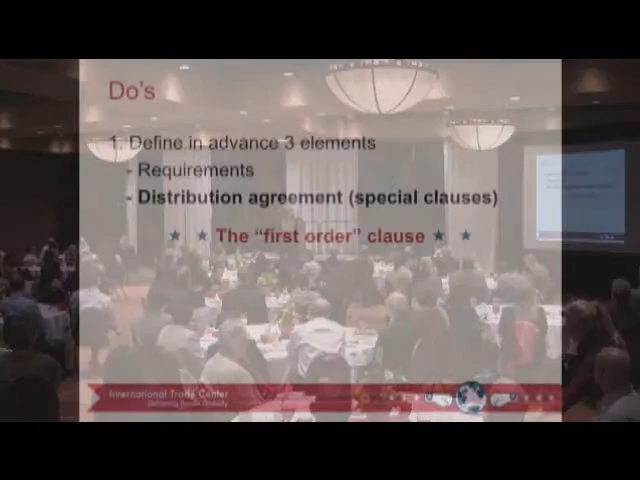 Do's
1. Define in advance 3 elements
- Requirements
- Distribution agreement (special clauses)
The “first order” clause
International Trade Center